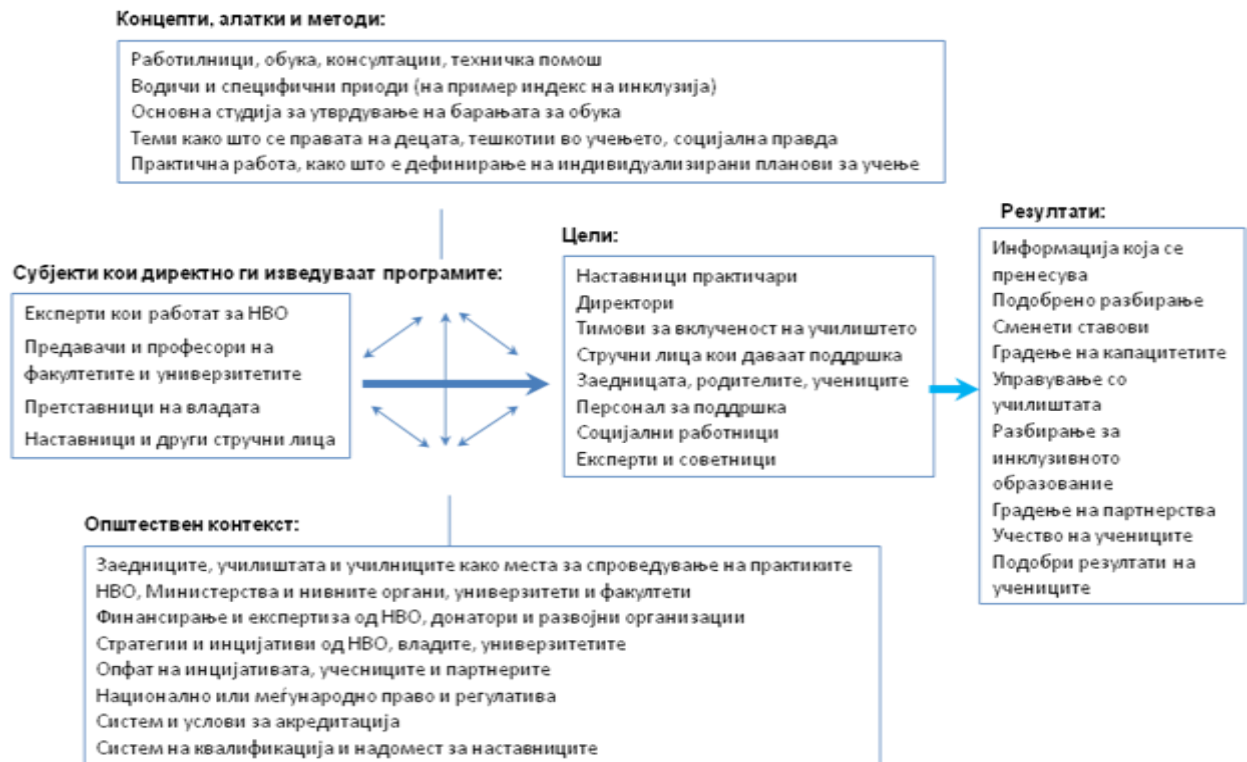 Концепти, алатки и методи:
Работилници, обука, консултации, техничка помош
Водичи и специфични приоди (на пример индекс на инклузија)
Основна студија за утврдување на барањата за обука
Теми како што се правата на децата, тешкотии во учењето, социјална правда
Практична работа, како што е дефинирање на индивидуализирани планови за учење
Субјекти кои директно ги изведуваат програмите:
Експерти кои работат за НВО
Предавачи и професори на
факултетите и универзитетите
Претставници на владата
Наставници и други стручни лица
Цели:
Наставници практичари
Директори
Тимови за вклученост на училиштето
Стручни лица кои даваат поддршка
Заедницата, родителите, учениците
Персонал за поддршка
Социјални работници
Експерти и советници
Резултати:
Информација која се
пренесува
Подобрено разбирање
Сменети ставови
Градење на капацитетите
Управување со
училиштата
Разбирање за
инклузивното
образование
Градење на партнерства
Учество на учениците
Подобри резултати на
учениците
Општествен контекст:
Заедниците, училиштата и училниците како места за спроведување на практиките
НВО, Министерства и нивните органи, универзитети и факултети
Финансирање и експертиза од НВО, донатори и развојни организации
Стратегии и инцијативи од НВО, владите, универзитетите
Опфат на инцијативата, учесниците и партнерите
Национално или меѓународно право и регулатива
Систем и услови за акредитација
Систем на квалификација и надомест за наставниците